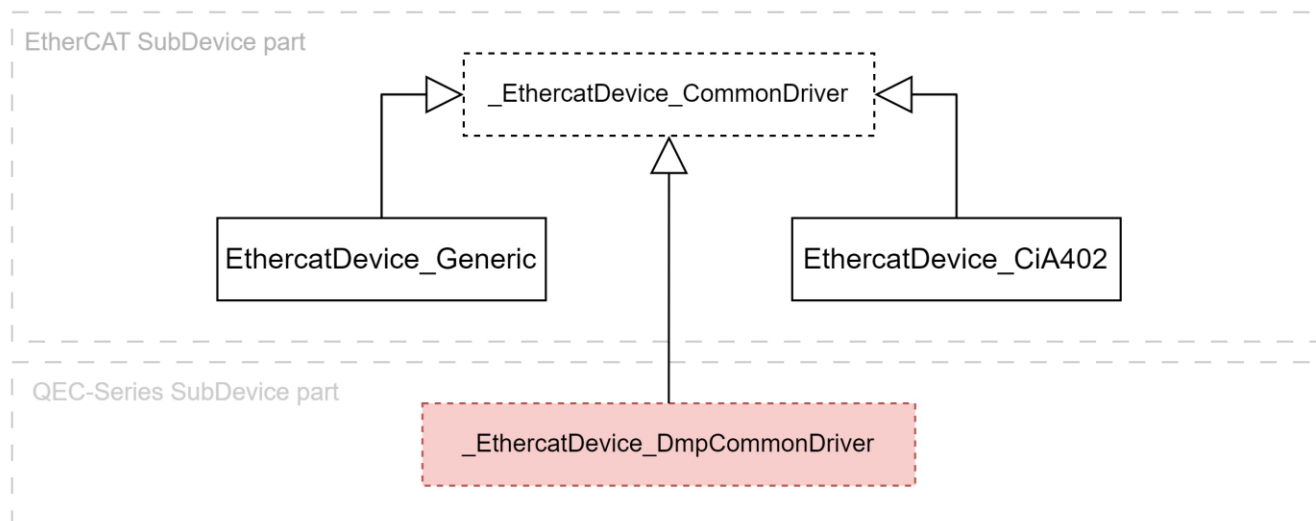 EtherCAT SubDevice part
_EthercatDevice_CommonDriver
EthercatDevice_Generic
EthercatDevice_CiA402
QEC-Series SubDevice part
_EthercatDevice_DmpCommonDriver